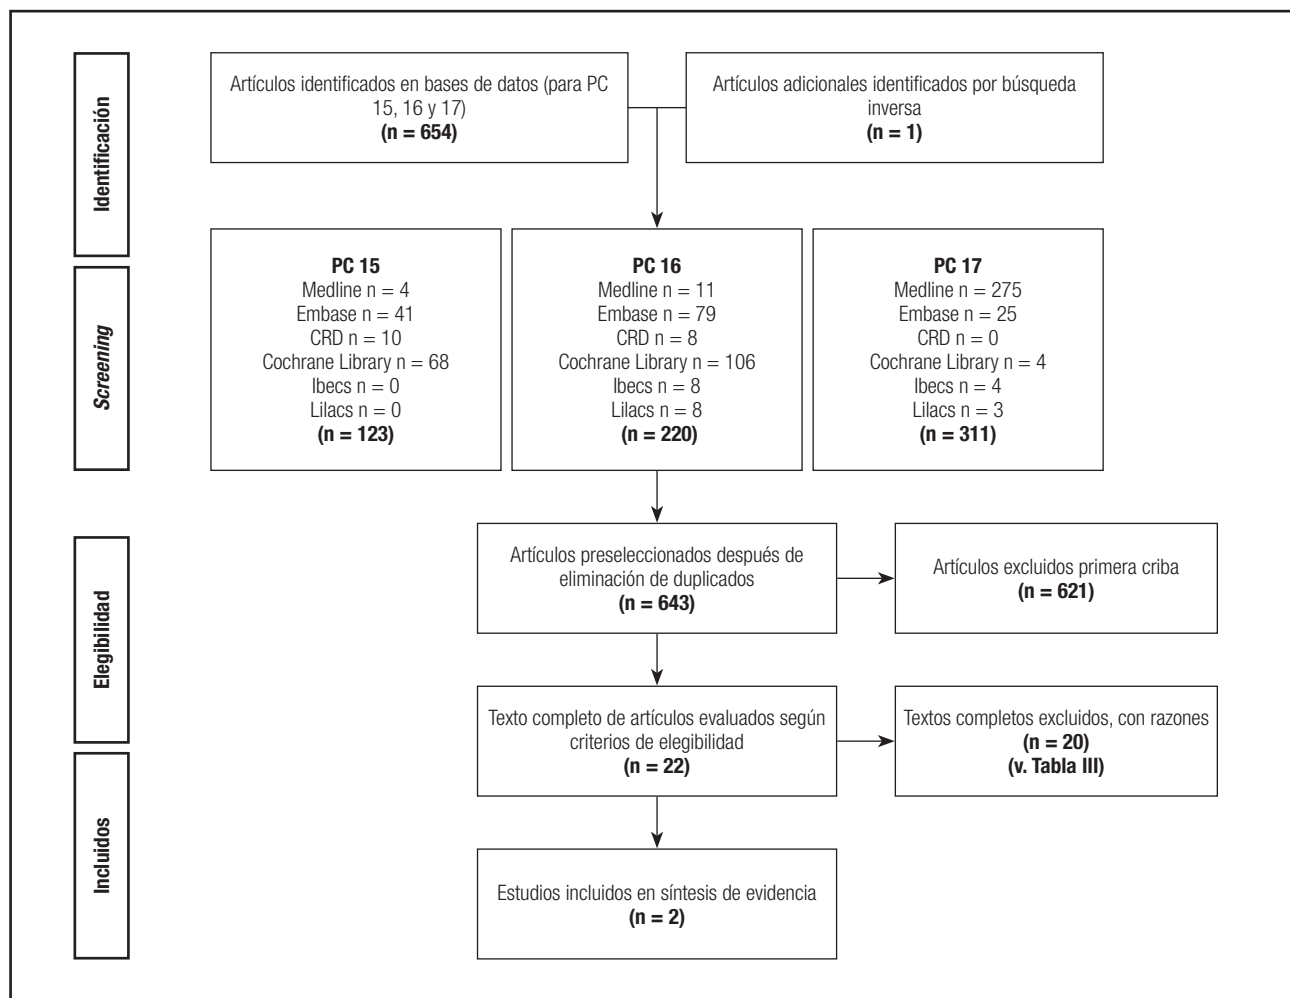 Identificación
Artículos identificados en bases de datos (para PC
15, 16 y 17)
(n = 654)
Artículos adicionales identificados por búsqueda
inversa
(n = 1)
Screening
PC 15
Medline n = 4
Embase n = 41
CRD n = 10
Cochrane Library n = 68
Ibecs n = 0
Lilacs n = 0
(n = 123)
PC 16
Medline n = 11
Embase n = 79
CRD n = 8
Cochrane Library n = 106
Ibecs n = 8
Lilacs n = 8
(n = 220)
PC 17
Medline n = 275
Embase n = 25
CRD n = 0
Cochrane Library n = 4
Ibecs n = 4
Lilacs n = 3
(n = 311)
Elegibilidad
Artículos preseleccionados después de
eliminación de duplicados
(n = 643)
Artículos excluidos primera criba
(n = 621)
Texto completo de artículos evaluados según
criterios de elegibilidad
(n = 22)
Textos completos excluidos, con razones
(n = 20)
(v. Tabla III)
Incluidos
Estudios incluidos en síntesis de evidencia
(n = 2)